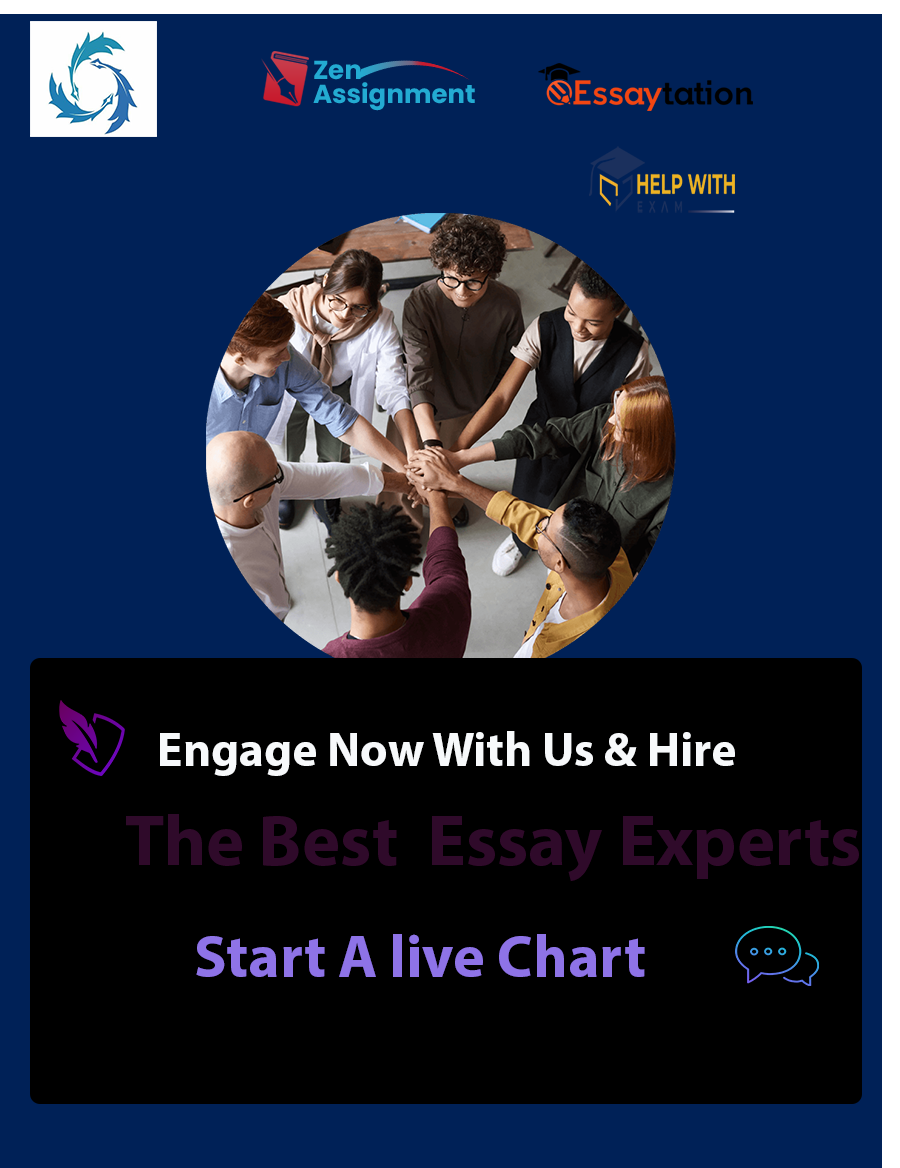 Zen
Assignment
Essaytation
HELP WITH
EXAM
Engage Now With Us & Hire
The Best Essay Experts
Start A live Chart